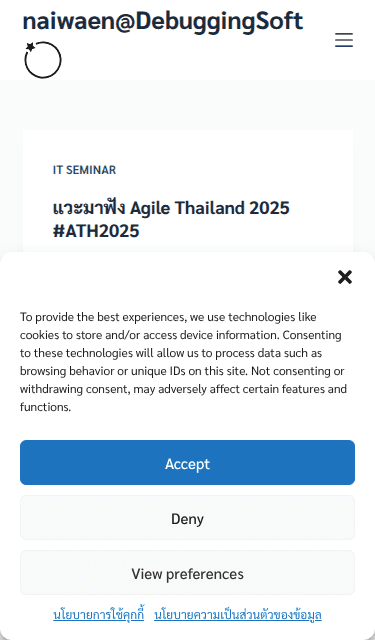 naiwaen@DebuggingSoft
IT SEMINAR
แวะมาฟัง Agile Thailand 2025
#ATH2025
To provide the best experiences, we use technologies like
cookies to store and/or access device information. Consenting
to these technologies will allow us to process data such as
browsing behavior or unique IDs on this site. Not consenting or
withdrawing consent, may adversely affect certain features and
functions.
Accept
Deny
View preferences
นโยบายการใช้คุกกี้ นโยบายความเป็นส่วนตัวของข้อมูล